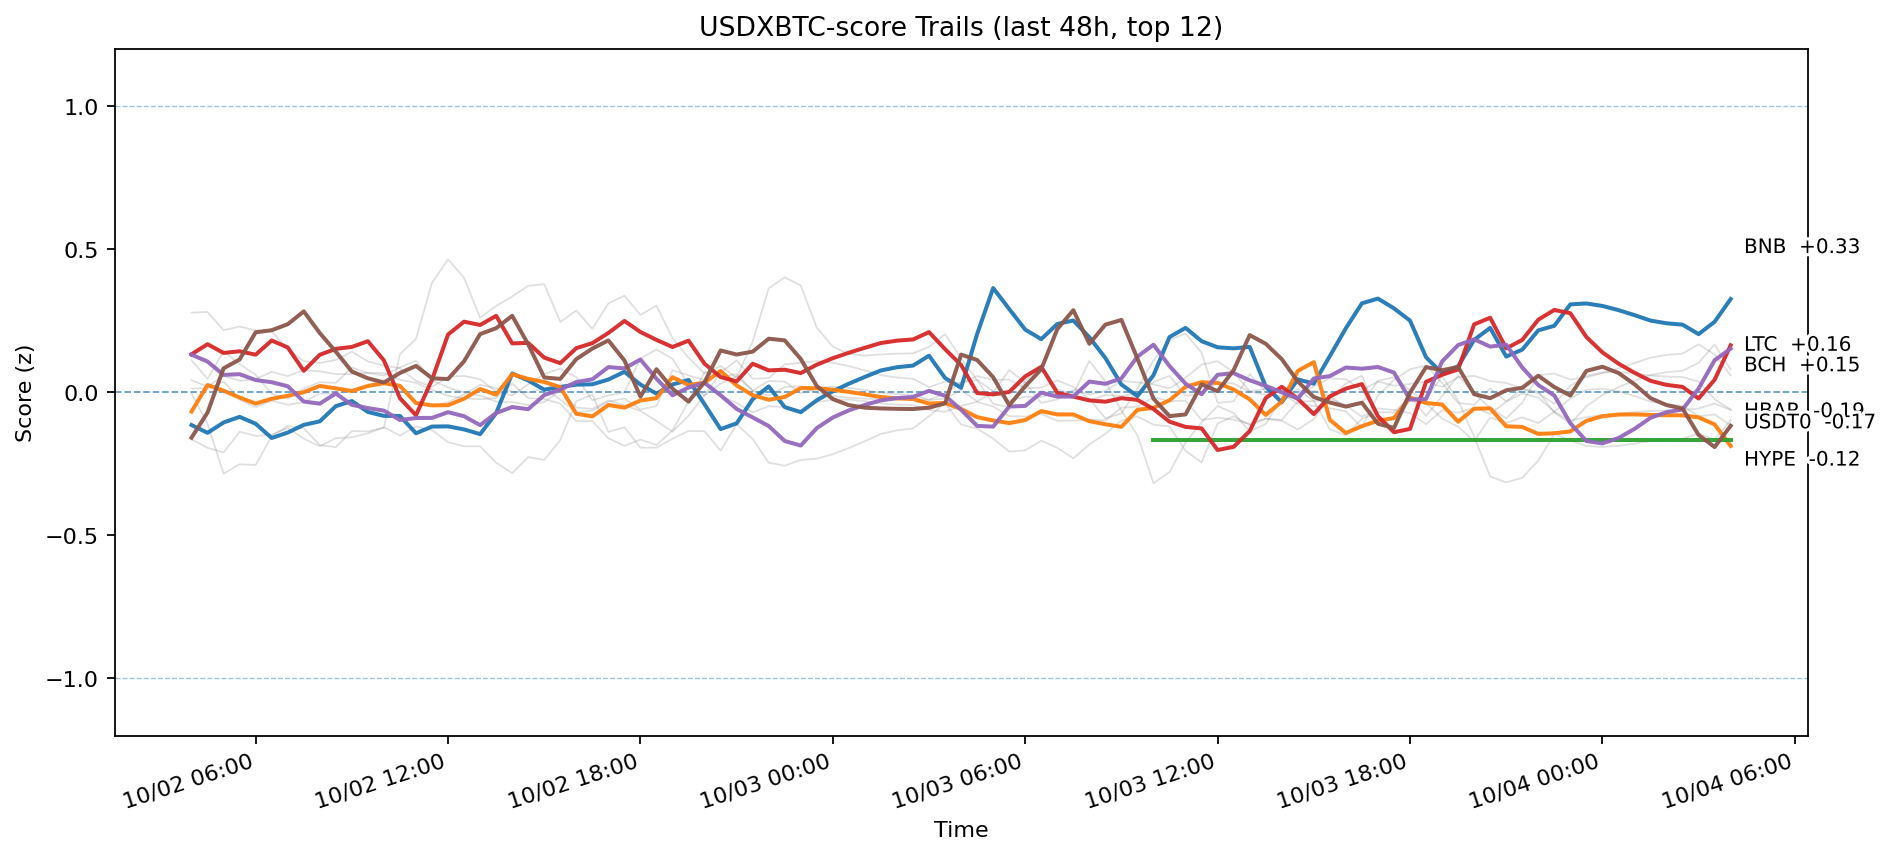 USDXBTC-score Trails (last 48h, top 12)
Score (z)
1.0
0.5
0.0
−0.5
−1.0
BNB +0.33
LTC +0.16
BCH +0.15
HBAR -0.19
USDT0 -0.17
HYPE -0.12
10/02 06:00
10/02 12:00
10/02 18:00
10/03 00:00
10/03 06:00
10/03 12:00
10/03 18:00
10/04 00:00
10/04 06:00
Time